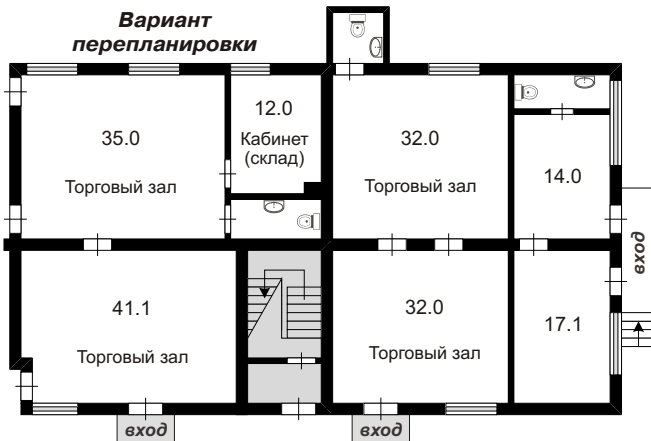 Вариант
перепланировки
35.0
Торговый зал
12.0
Кабинет
(склад)
32.0
Торговый зал
14.0
вход
41.1
Торговый зал
32.0
Торговый зал
17.1
вход
вход